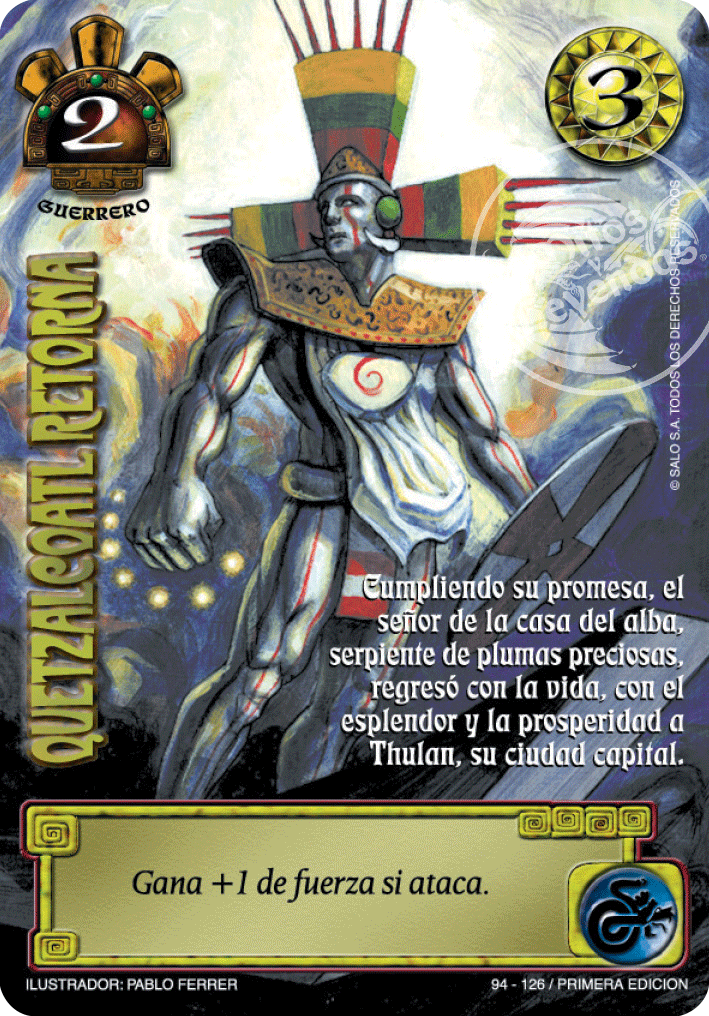 2
3
GUERRERO
QUETZALCOATL RETORNA
© SALO S.A. TODOS LOS DERECHOS RESERVADOS
Cumpliendo su promesa, el
señor de la casa del alba,
serpiente de plumas preciosas,
regresó con la vida, con el
esplendor y la prosperidad a
Thulan, su ciudad capital.
Gana +1 de fuerza si ataca.
ILUSTRADOR: PABLO FERRER
94 - 126 / PRIMERA EDICION